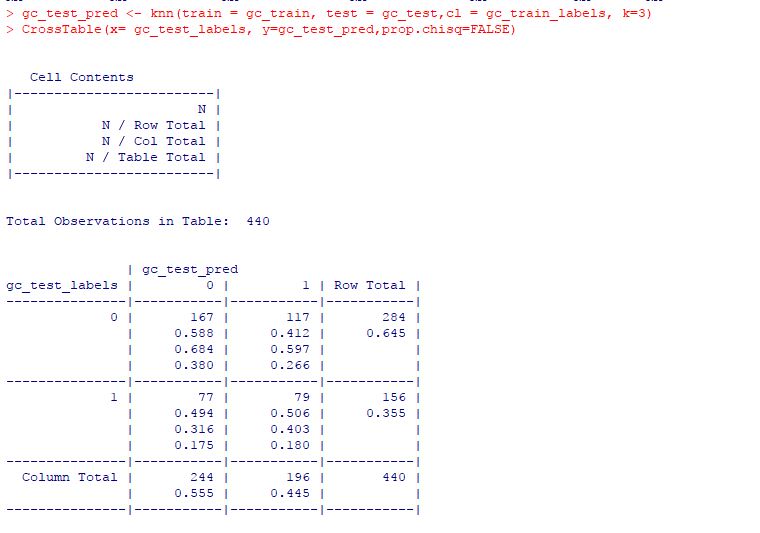 > gc_test_pred <- knn(train = gc_train, test = gc_test,cl = gc_train_labels, k=3)
> CrossTable(x= gc_test_labels, y=gc_test_pred,prop.chisq=FALSE)
   Cell Contents
|-------------------------|
|                       N |
|           N / Row Total |
|           N / Col Total |
|         N / Table Total |
|-------------------------|
Total Observations in Table:  440
               | gc_test_pred
gc_test_labels |         0 |         1 | Row Total |
---------------|-----------|-----------|-----------|
             0 |       167 |       117 |       284 |
               |     0.588 |     0.412 |     0.645 |
               |     0.684 |     0.597 |           |
               |     0.380 |     0.266 |           |
---------------|-----------|-----------|-----------|
             1 |        77 |        79 |       156 |
               |     0.494 |     0.506 |     0.355 |
               |     0.316 |     0.403 |           |
               |     0.175 |     0.180 |           |
---------------|-----------|-----------|-----------|
  Column Total |       244 |       196 |       440 |
               |     0.555 |     0.445 |           |
---------------|-----------|-----------|-----------|